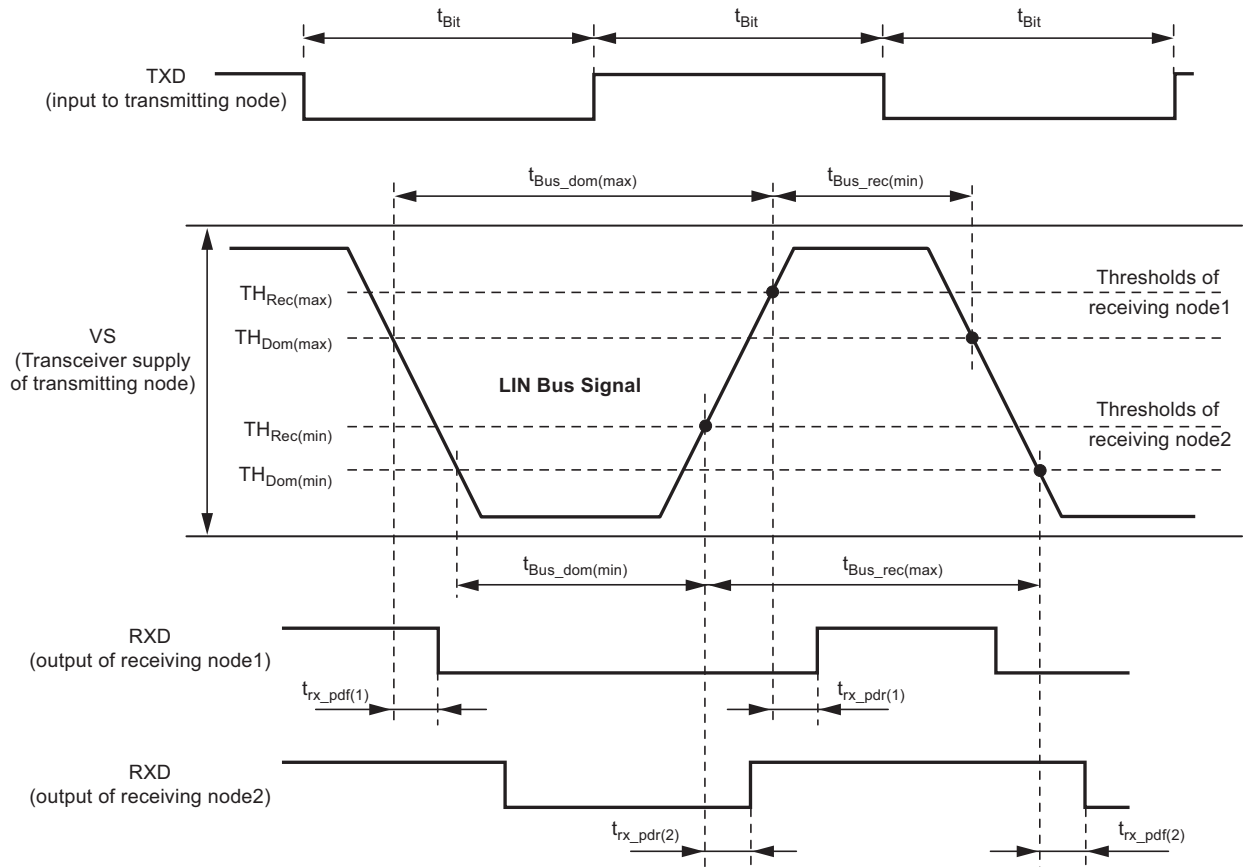 tBit
tBit
tBit
TXD
(input to transmitting node)
tBus_dom(max)
tBus_rec(min)
THRec(max)
Thresholds of
receiving node1
VS
(Transceiver supply
of transmitting node)
THDom(max)
LIN Bus Signal
THRec(min)
Thresholds of
receiving node2
THDom(min)
tBus_dom(min)
tBus_rec(max)
RXD
(output of receiving node1)
trx_pdf(1)
trx_pdr(1)
RXD
(output of receiving node2)
trx_pdr(2)
trx_pdf(2)